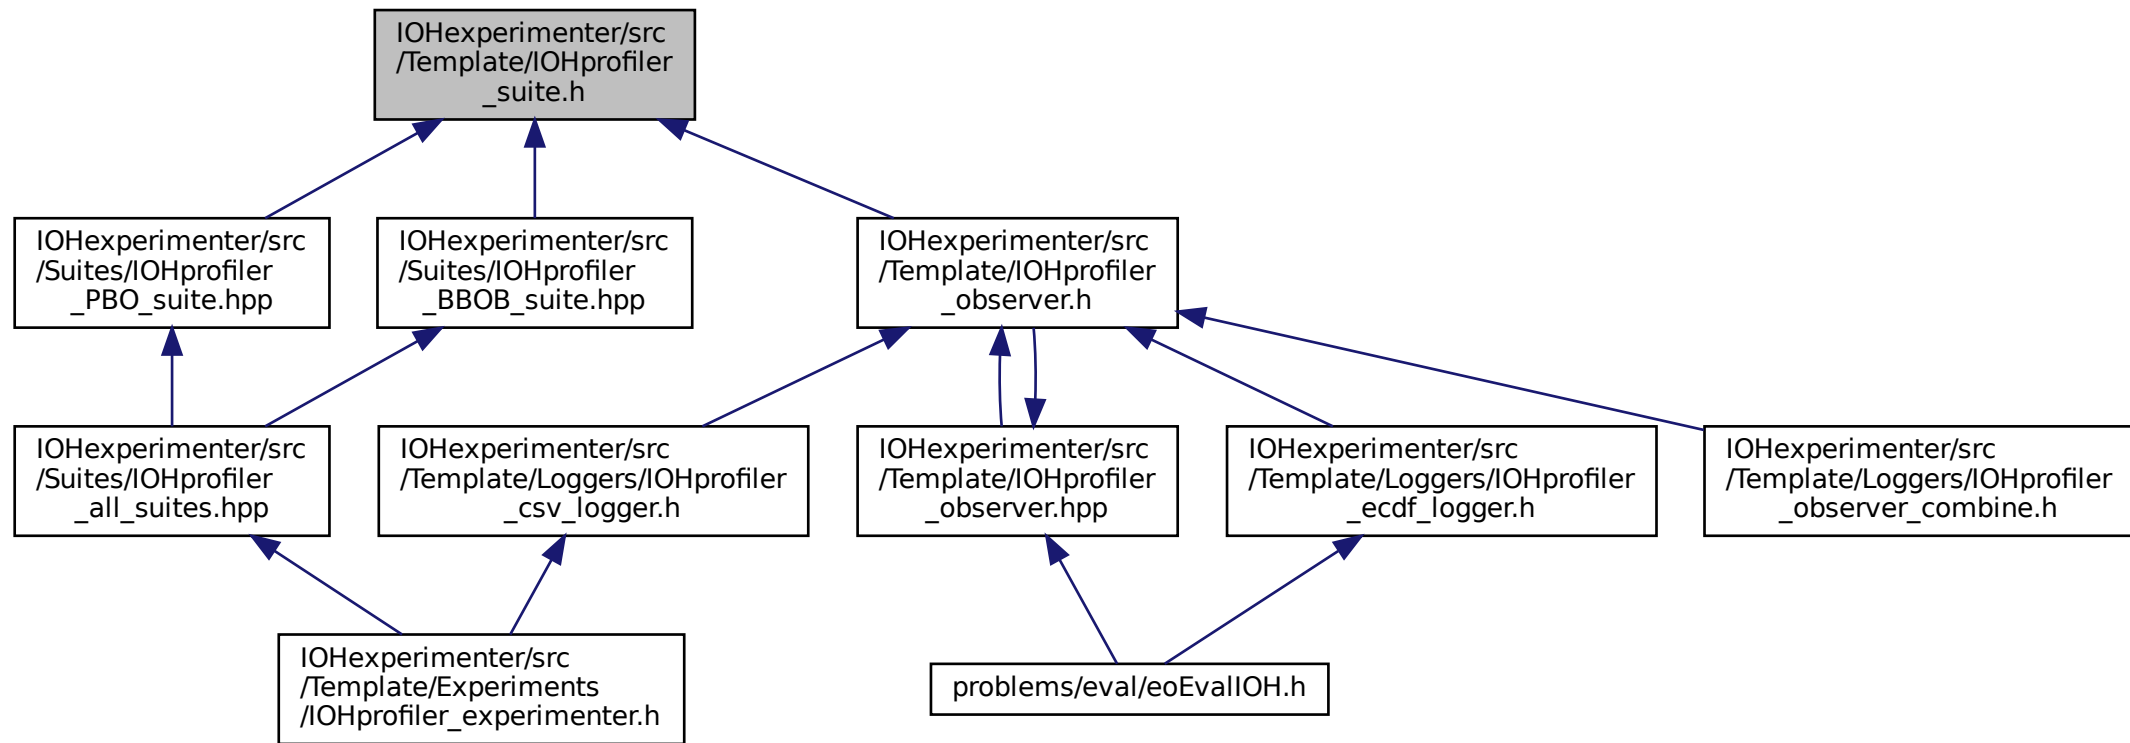 IOHexperimenter/src
/Template/IOHprofiler
_suite.h
IOHexperimenter/src
/Suites/IOHprofiler
_PBO_suite.hpp
IOHexperimenter/src
/Suites/IOHprofiler
_BBOB_suite.hpp
IOHexperimenter/src
/Template/IOHprofiler
_observer.h
IOHexperimenter/src
/Suites/IOHprofiler
_all_suites.hpp
IOHexperimenter/src
/Template/Loggers/IOHprofiler
_csv_logger.h
IOHexperimenter/src
/Template/IOHprofiler
_observer.hpp
IOHexperimenter/src
/Template/Loggers/IOHprofiler
_ecdf_logger.h
IOHexperimenter/src
/Template/Loggers/IOHprofiler
_observer_combine.h
IOHexperimenter/src
/Template/Experiments
/IOHprofiler_experimenter.h
problems/eval/eoEvalIOH.h